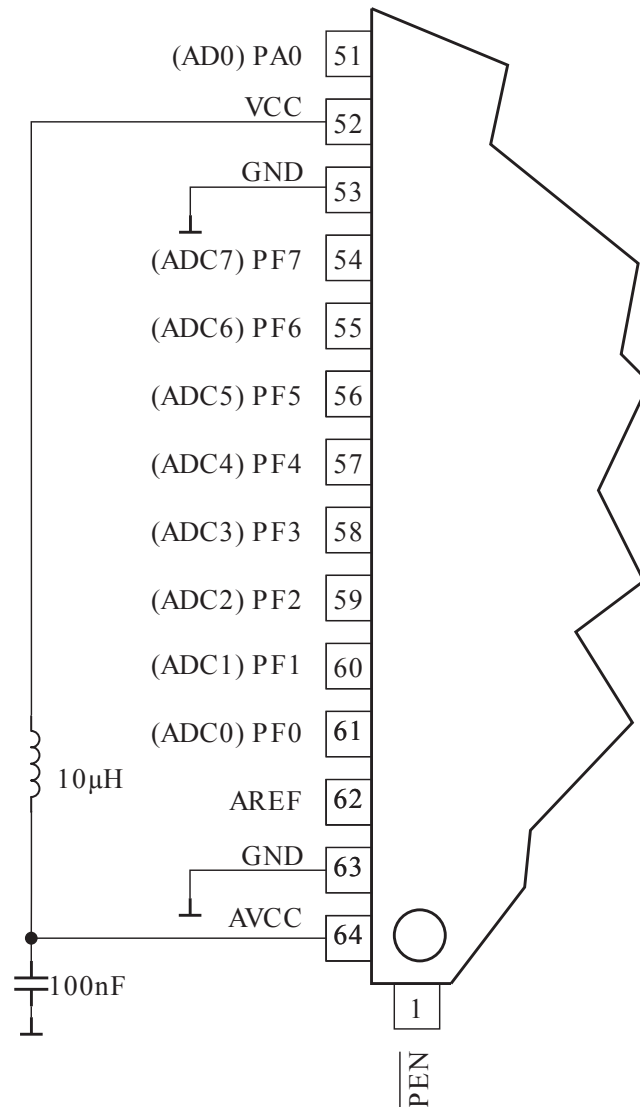 (AD0) PA0 51
VCC 52
GND 53
(ADC7) PF7 54
(ADC6) PF6 55
(ADC5) PF5 56
(ADC4) PF4 57
(ADC3) PF3 58
(ADC2) PF2 59
(ADC1) PF1 60
(ADC0) PF0 61
10μH
AREF 62
GND 63
AVCC 64
100nF
1
PEN